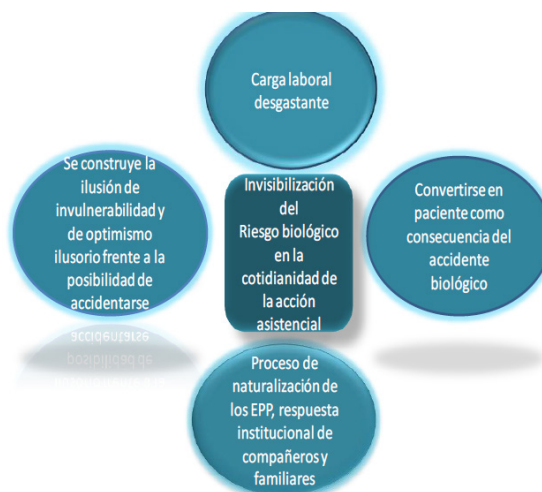 Carga laboral
desgastante
Se construye la
ilusión de
invulnerabilidad y
de optimismo
ilusorio frente a la
posibilidad de
accidentarse
Invisibilización
del
Riesgo biológico
en la
cotidianidad de
la acción
asistencial
Convertirse en
paciente como
consecuencia del
accidente
biológico
Proceso de
naturalización de
los EPP, respuesta
institucional de
compañeros y
familiares